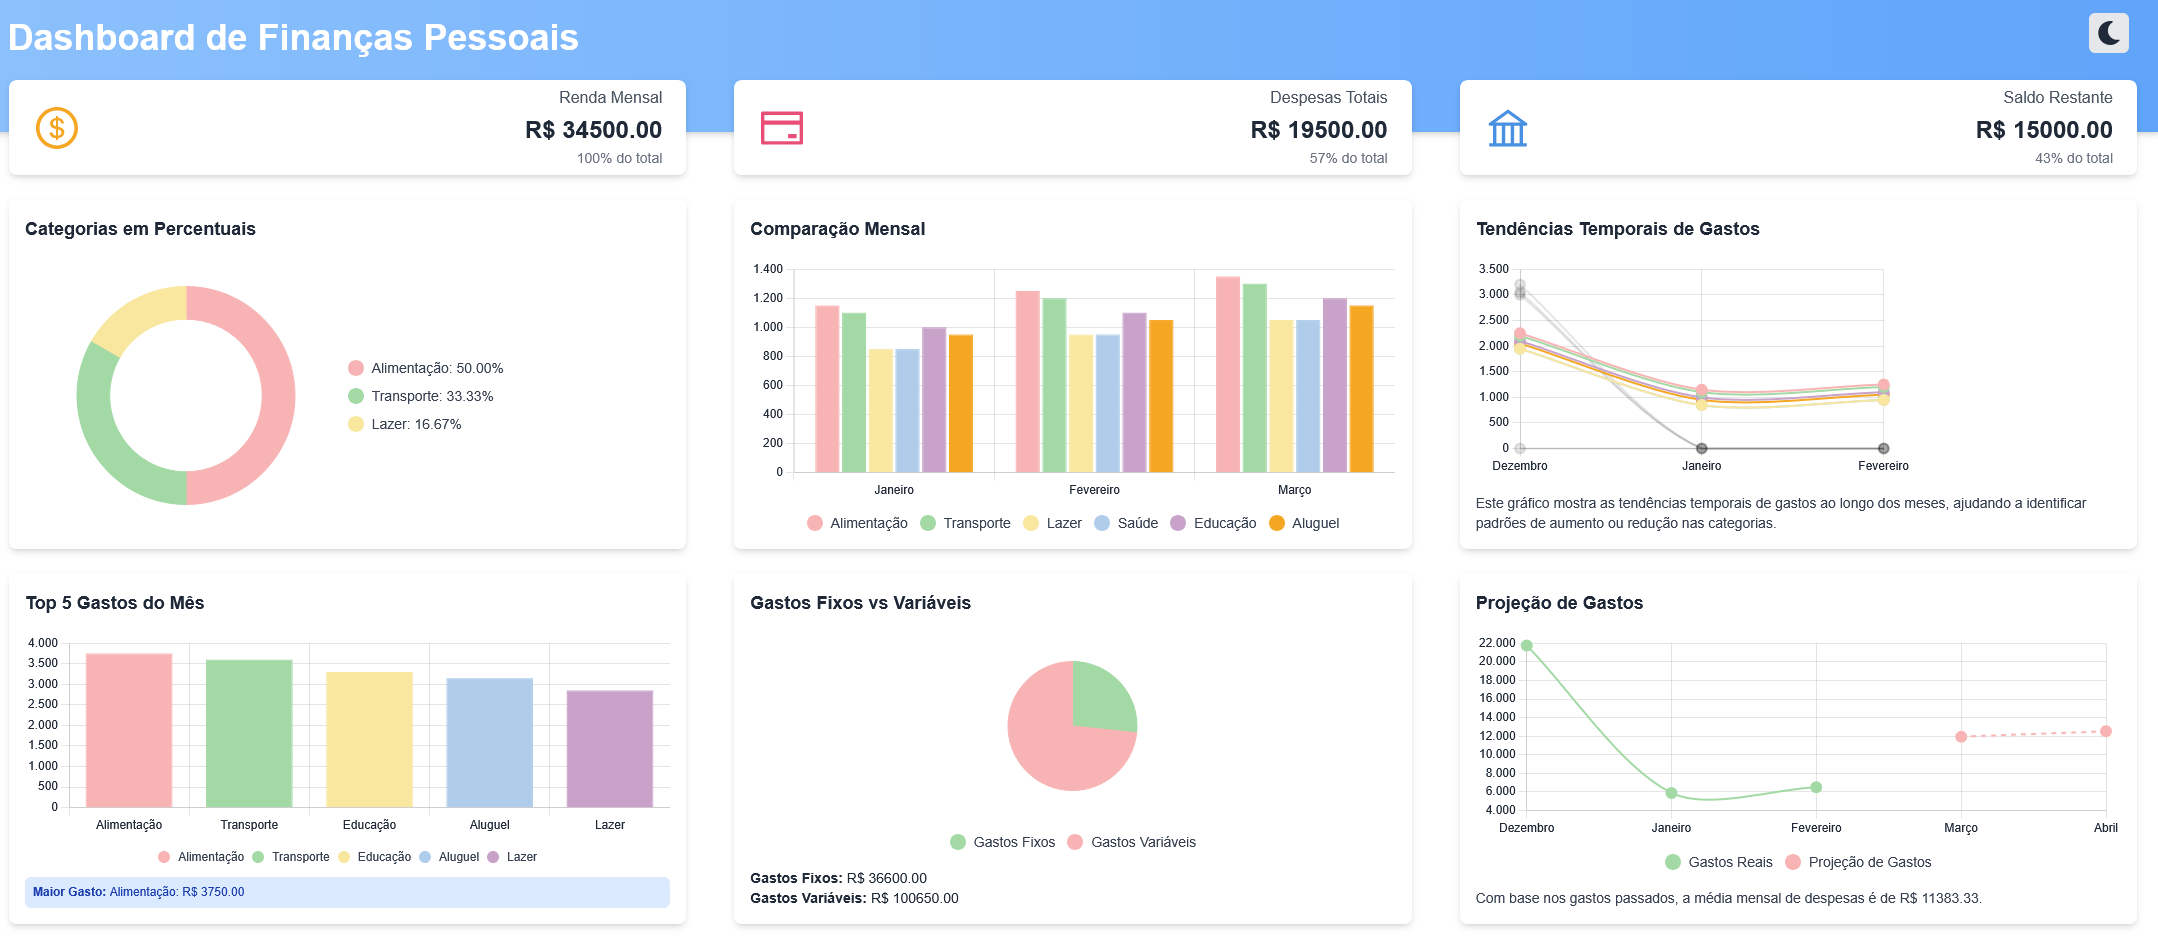 Dashboard de Finanças Pessoais
Renda Mensal
R$ 34500.00
100% do total
Despesas Totais
R$ 19500.00
57% do total
Saldo Restante
R$ 15000.00
43% do total
Categorias em Percentuais
Alimentação: 50.00%
Transporte: 33.33%
Lazer: 16.67%
Comparação Mensal
1.400
1.200
1.000
800
600
400
200
0
Janeiro Fevereiro Março
Alimentação Transporte Lazer Saúde Educação Aluguel
Tendências Temporais de Gastos
3.500
3.000
2.500
2.000
1.500
1.000
500
0
Dezembro Janeiro Fevereiro
Este gráfico mostra as tendências temporais de gastos ao longo dos meses, ajudando a identificar
padrões de aumento ou redução nas categorias.
Top 5 Gastos do Mês
4.000
3.500
3.000
2.500
2.000
1.500
1.000
500
0
Alimentação Transporte Educação Aluguel Lazer
Alimentação Transporte Educação Aluguel Lazer
Maior Gasto: Alimentação: R$ 3750.00
Gastos Fixos vs Variáveis
Gastos Fixos Gastos Variáveis
Gastos Fixos: R$ 36600.00
Gastos Variáveis: R$ 100650.00
Projeção de Gastos
22.000
20.000
18.000
16.000
14.000
12.000
10.000
8.000
6.000
4.000
Dezembro Janeiro Fevereiro Março Abril
Gastos Reais Projeção de Gastos
Com base nos gastos passados, a média mensal de despesas é de R$ 11383.33.